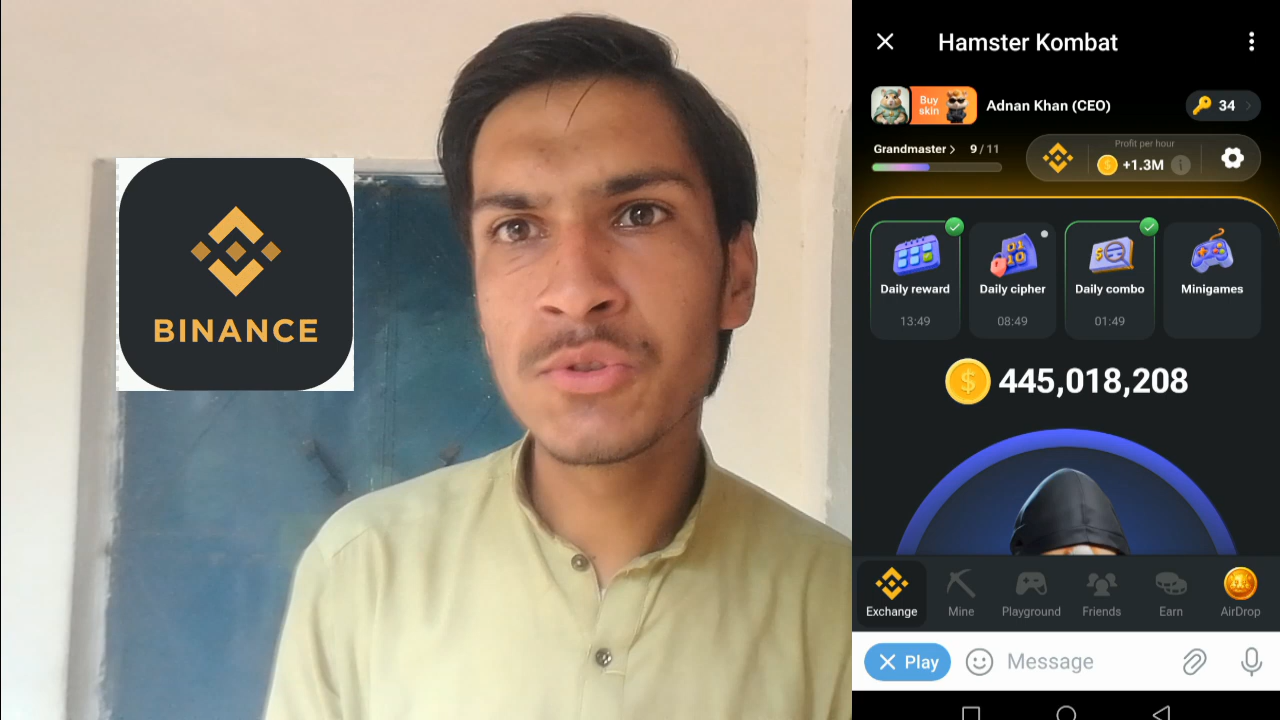 BINANCE
Hamster Kombat
Buy
skin
Adnan Khan (CEO)
34
Grandmaster
9 / 11
Profit per hour
+1.3M
Daily reward
Daily cipher
Daily combo
Minigames
13:49
08:49
01:49
445,018,208
Exchange
Mine
Playground
Friends
Earn
AirDrop
Play
Message